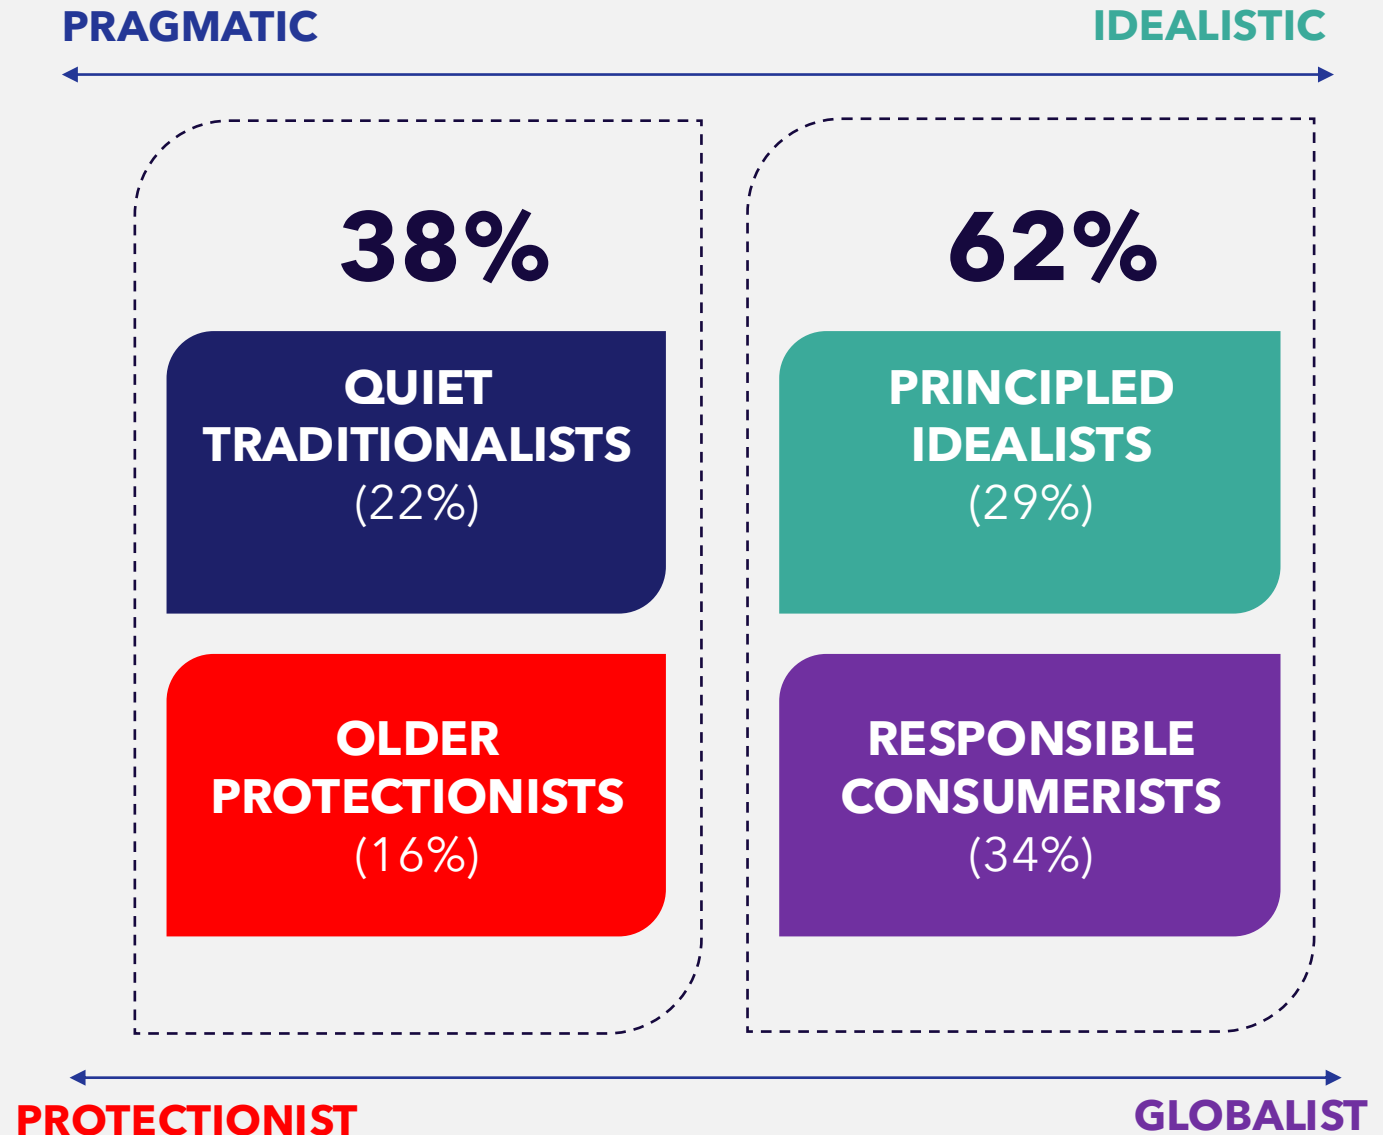 PRAGMATIC
IDEALISTIC
38%
QUIET
TRADITIONALISTS
(22%)
OLDER
PROTECTIONISTS
(16%)
62%
PRINCIPLED
IDEALISTS
(29%)
RESPONSIBLE
CONSUMERISTS
(34%)
PROTECTIONIST
GLOBALIST